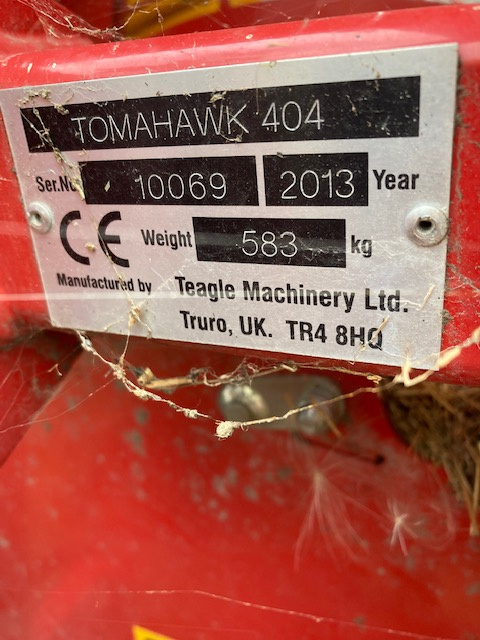 TOMAHAWK 404
Ser.No 10069 2013 Year
CE Weight 583 kg
Manufactured by Teagle Machinery Ltd.
Truro, UK. TR4 8HQ